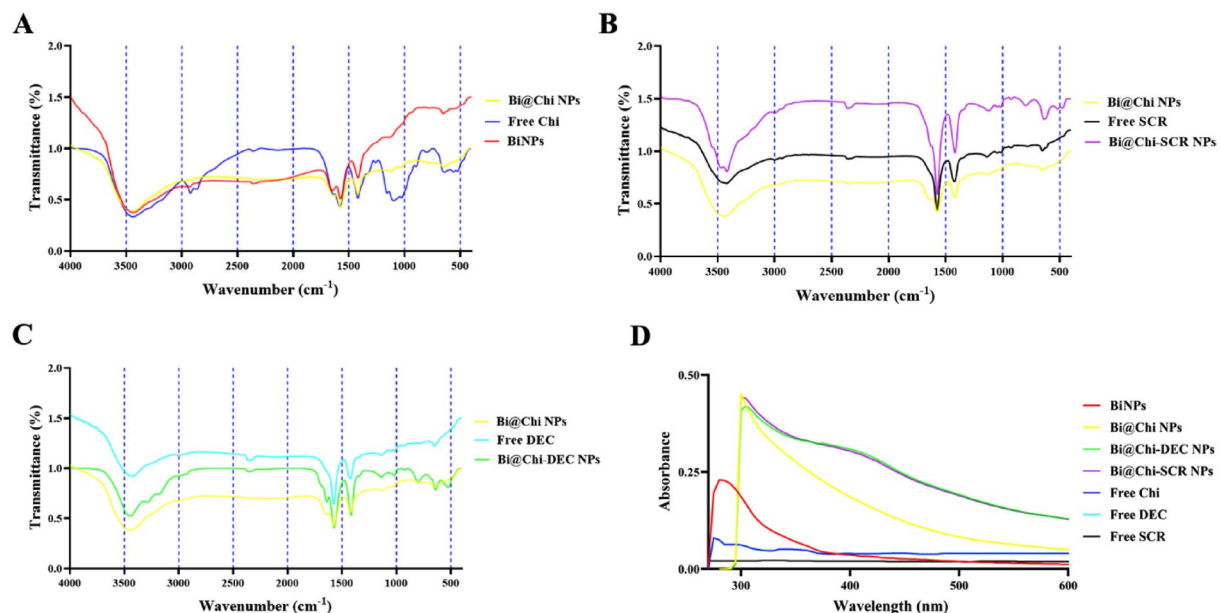 A
Transmittance (%)
2.0
1.5
1.0
0.5
0.0
4000 3500 3000 2500 2000 1500 1000 500
Wavenumber (cm⁻¹)
Bi@Chi NPs
Free Chi
BiNPs
B
Transmittance (%)
2.0
1.5
1.0
0.5
0.0
4000 3500 3000 2500 2000 1500 1000 500
Wavenumber (cm⁻¹)
Bi@Chi NPs
Free SCR
Bi@Chi-SCR NPs
C
Transmittance (%)
2.0
1.5
1.0
0.5
0.0
4000 3500 3000 2500 2000 1500 1000 500
Wavenumber (cm⁻¹)
Bi@Chi NPs
Free DEC
Bi@Chi-DEC NPs
D
Absorbance
0.50
0.25
0.00
300 400 500 600
Wavelength (nm)
BiNPs
Bi@Chi NPs
Bi@Chi-DEC NPs
Bi@Chi-SCR NPs
Free Chi
Free DEC
Free SCR